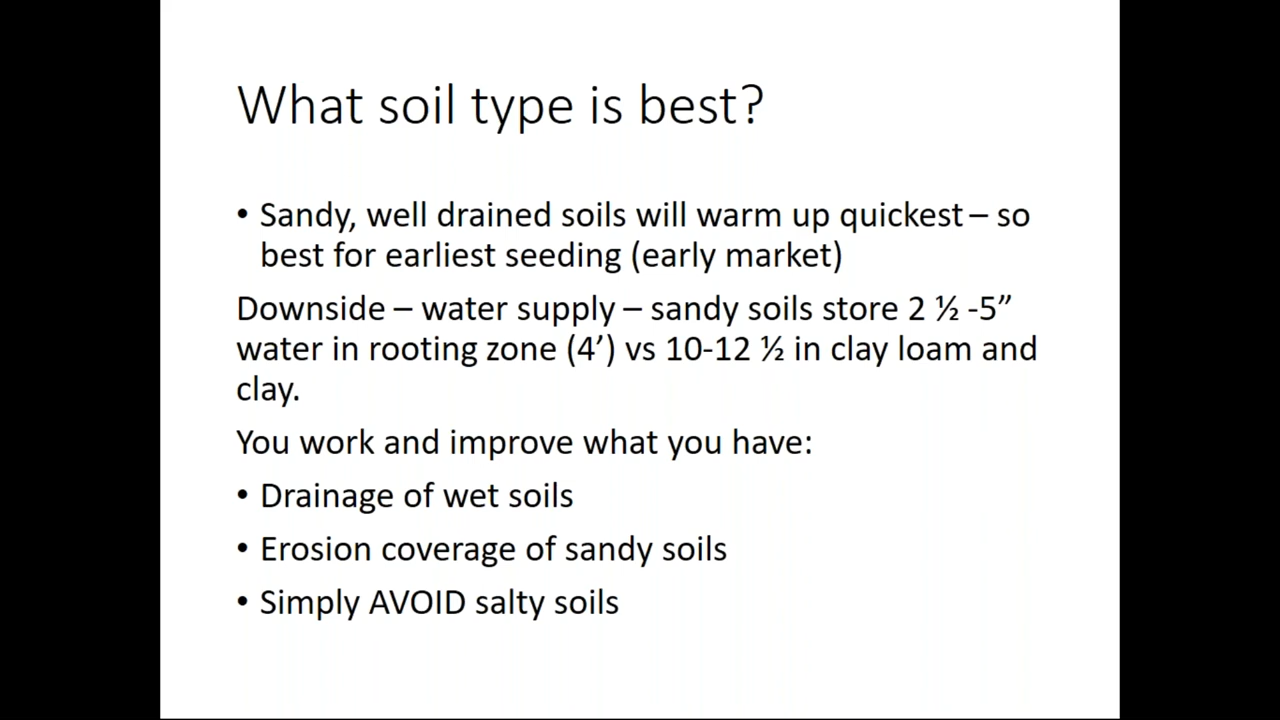 What soil type is best?
• Sandy, well drained soils will warm up quickest – so
best for earliest seeding (early market)
Downside – water supply – sandy soils store 2 ½ -5”
water in rooting zone (4’) vs 10-12 ½ in clay loam and
clay.
You work and improve what you have:
• Drainage of wet soils
• Erosion coverage of sandy soils
• Simply AVOID salty soils